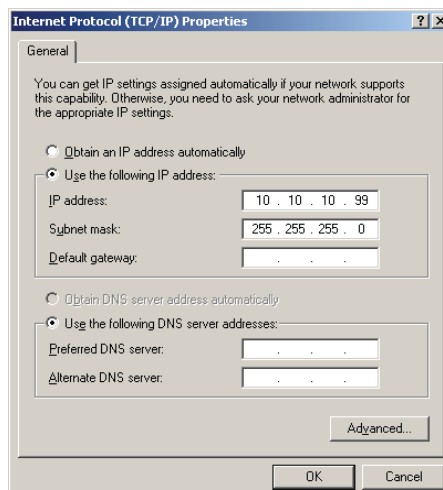 Internet Protocol (TCP/IP) Properties
General
You can get IP settings assigned automatically if your network supports
this capability. Otherwise, you need to ask your network administrator for
the appropriate IP settings.
Obtain an IP address automatically
Use the following IP address:
IP address: 10 . 10 . 10 . 99
Subnet mask: 255 . 255 . 255 . 0
Default gateway: . . .
Obtain DNS server address automatically
Use the following DNS server addresses:
Preferred DNS server: . . .
Alternate DNS server: . . .
Advanced...
OK Cancel